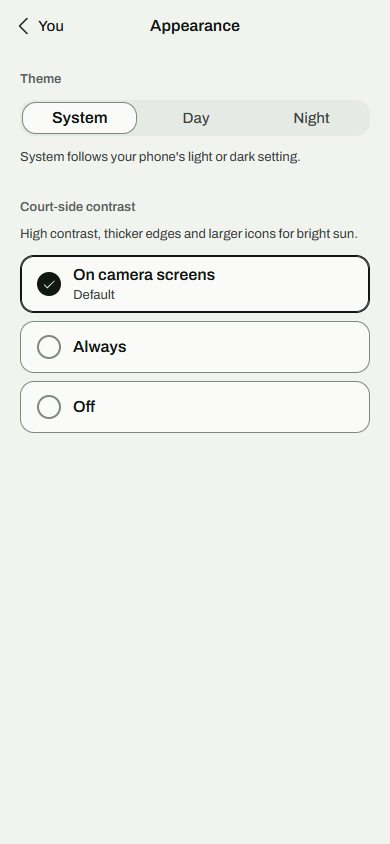 You
Appearance
Theme
System
Day
Night
System follows your phone's light or dark setting.
Court-side contrast
High contrast, thicker edges and larger icons for bright sun.
On camera screens
Default
Always
Off